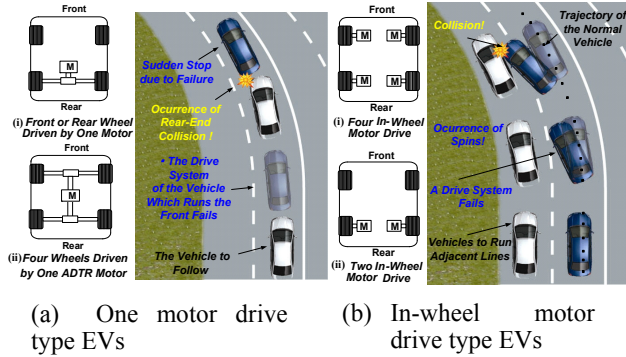 Front
M
Rear
(i) Front or Rear Wheel
Driven by One Motor
Front
M
Rear
(ii) Four Wheels Driven
by One ADTR Motor
Sudden Stop
due to Failure
Ocurrence of
Rear-End
Collision !
• The Drive
System
of the Vehicle
Which Runs the
Front Fails
The Vehicle to
Follow
(a) One motor drive
type EVs
Front
M M
M M
Rear
(i) Four In-Wheel
Motor Drive
Front
M M
Rear
(ii) Two In-Wheel
Motor Drive
Collision!
Trajectory of
the Normal
Vehicle
Ocurrence of
Spins!
A Drive System
Fails
Vehicles to Run
Adjacent Lines
(b) In-wheel motor
drive type EVs